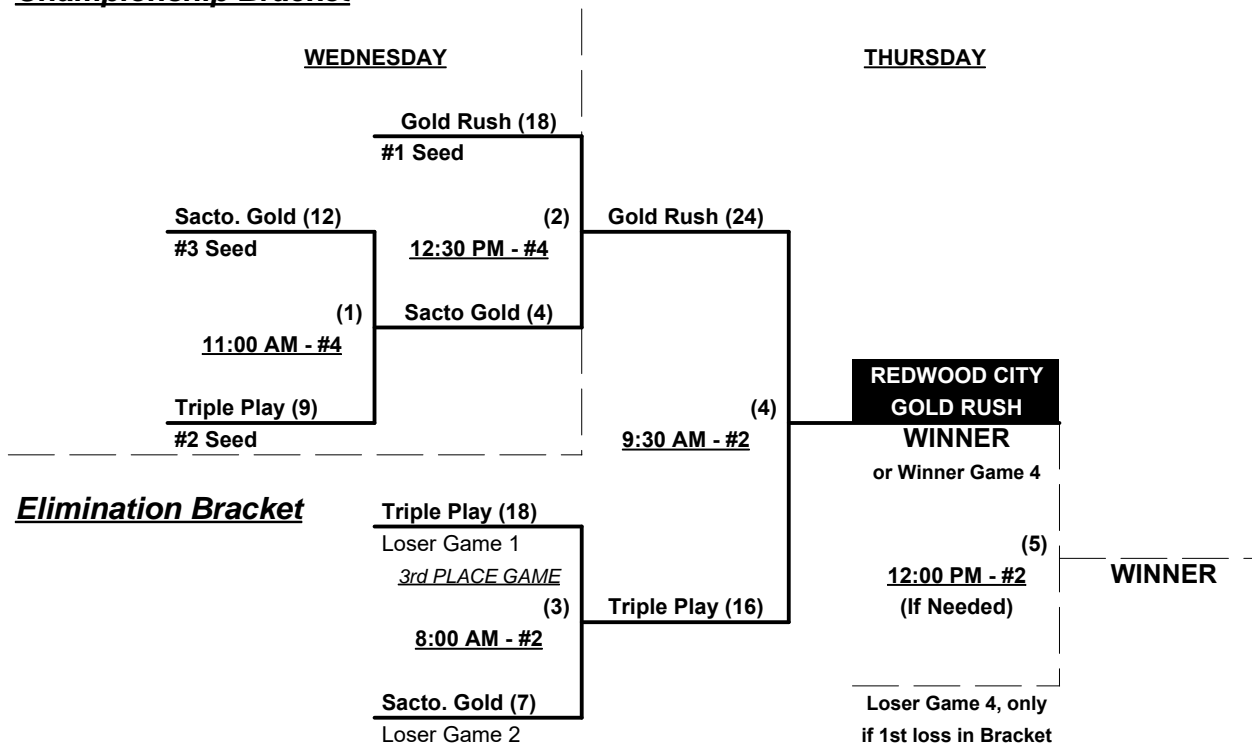 Championship Bracket
WEDNESDAY
THURSDAY
Gold Rush (18)
#1 Seed
Sacto. Gold (12)
(2)
Gold Rush (24)
#3 Seed
12:30 PM - #4
(1)
Sacto Gold (4)
11:00 AM - #4
REDWOOD CITY
GOLD RUSH
Triple Play (9)
(4)
#2 Seed
9:30 AM - #2
WINNER
or Winner Game 4
Elimination Bracket
Triple Play (18)
Loser Game 1
(5)
3rd PLACE GAME
12:00 PM - #2
WINNER
(3)
Triple Play (16)
(If Needed)
8:00 AM - #2
Sacto. Gold (7)
Loser Game 4, only
Loser Game 2
if 1st loss in Bracket